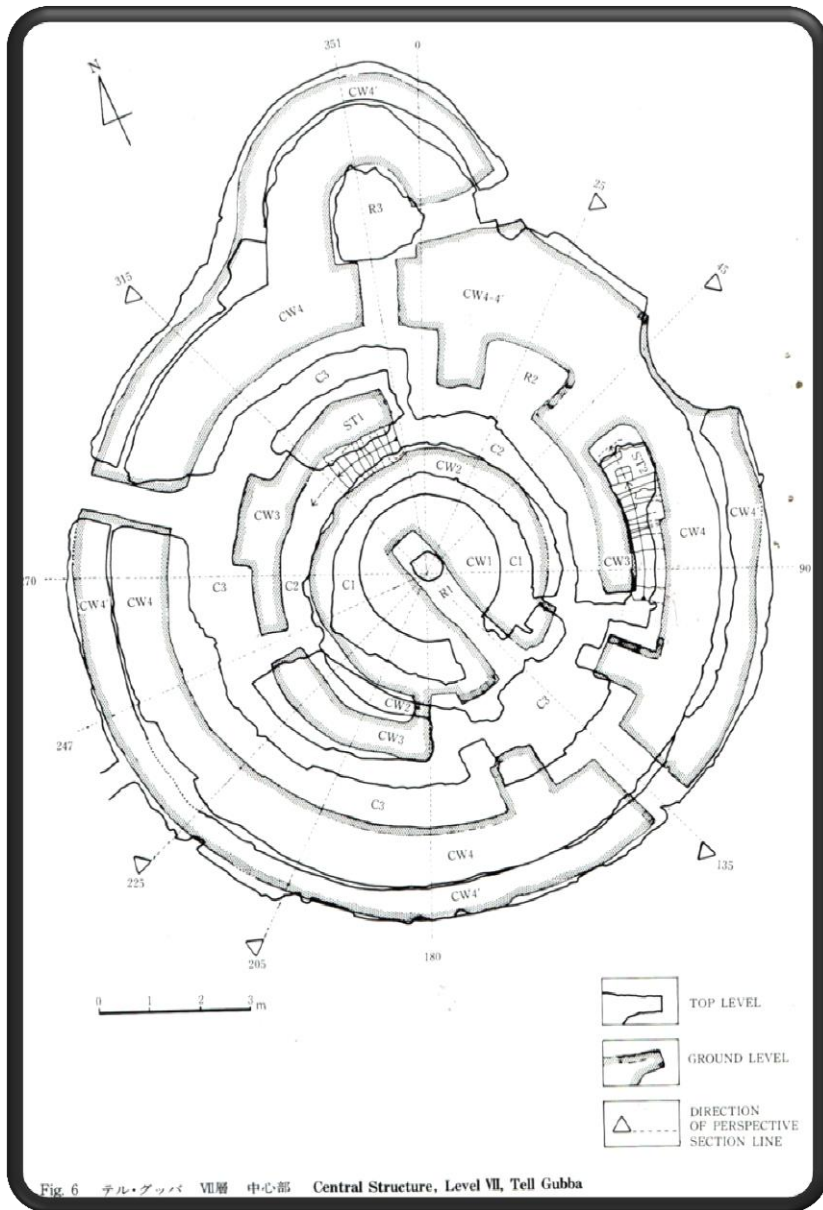 351 0
N
CW4'
25
R3
45
315
CW4-4'
CW4
R2
C3
ST1
C2
ST2
CW2
CW3
CW4
CW4'
CW1
C1
CW3
90
270
C3
C2
C1
R1
CW4'
CW4
CW2
C3
CW3
247
C3
CW4
135
225
CW4'
205
180
0 1 2 3 m
TOP LEVEL
GROUND LEVEL
DIRECTION
OF PERSPECTIVE
SECTION LINE
Fig. 6 テル・グッバ Ⅶ層 中心部 Central Structure, Level Ⅶ, Tell Gubba